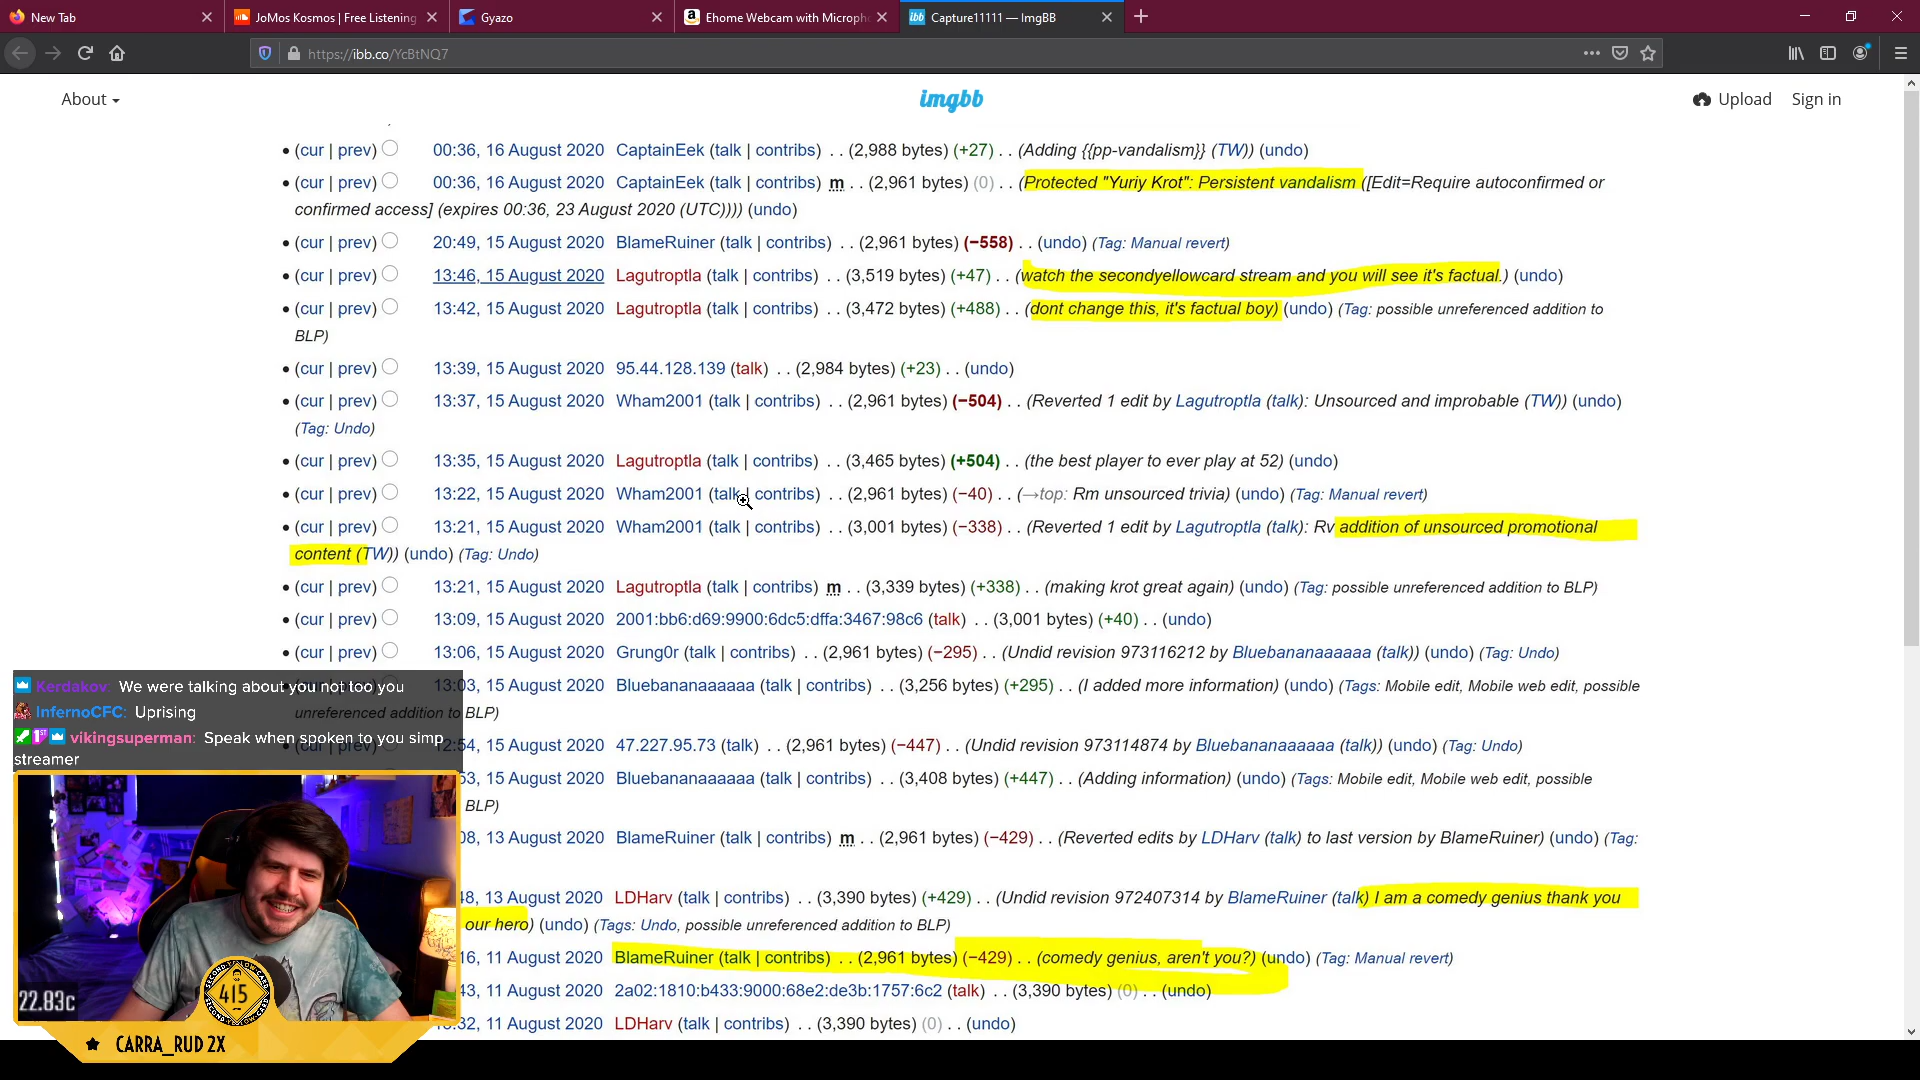 New Tab
JoMos Kosmos | Free Listening
Gyazo
Ehome Webcam with Microph
Capture11111 — ImgBB
https://ibb.co/YcBtNQ7
About
imgbb
Upload
Sign in
• (cur | prev) 00:36, 16 August 2020 CaptainEek (talk | contribs) . . (2,988 bytes) (+27) . . (Adding {{pp-vandalism}} (TW)) (undo)
• (cur | prev) 00:36, 16 August 2020 CaptainEek (talk | contribs) m . . (2,961 bytes) (0) . . (Protected "Yuriy Krot": Persistent vandalism ([Edit=Require autoconfirmed or
confirmed access] (expires 00:36, 23 August 2020 (UTC)))) (undo)
• (cur | prev) 20:49, 15 August 2020 BlameRuiner (talk | contribs) . . (2,961 bytes) (−558) . . (undo) (Tag: Manual revert)
• (cur | prev) 13:46, 15 August 2020 Lagutroptla (talk | contribs) . . (3,519 bytes) (+47) . . (watch the secondyellowcard stream and you will see it's factual.) (undo)
• (cur | prev) 13:42, 15 August 2020 Lagutroptla (talk | contribs) . . (3,472 bytes) (+488) . . (dont change this, it's factual boy) (undo) (Tag: possible unreferenced addition to
BLP)
• (cur | prev) 13:39, 15 August 2020 95.44.128.139 (talk) . . (2,984 bytes) (+23) . . (undo)
• (cur | prev) 13:37, 15 August 2020 Wham2001 (talk | contribs) . . (2,961 bytes) (−504) . . (Reverted 1 edit by Lagutroptla (talk): Unsourced and improbable (TW)) (undo)
(Tag: Undo)
• (cur | prev) 13:35, 15 August 2020 Lagutroptla (talk | contribs) . . (3,465 bytes) (+504) . . (the best player to ever play at 52) (undo)
• (cur | prev) 13:22, 15 August 2020 Wham2001 (talk | contribs) . . (2,961 bytes) (−40) . . (→top: Rm unsourced trivia) (undo) (Tag: Manual revert)
• (cur | prev) 13:21, 15 August 2020 Wham2001 (talk | contribs) . . (3,001 bytes) (−338) . . (Reverted 1 edit by Lagutroptla (talk): Rv addition of unsourced promotional
content (TW)) (undo) (Tag: Undo)
• (cur | prev) 13:21, 15 August 2020 Lagutroptla (talk | contribs) m . . (3,339 bytes) (+338) . . (making krot great again) (undo) (Tag: possible unreferenced addition to BLP)
• (cur | prev) 13:09, 15 August 2020 2001:bb6:d69:9900:6dc5:dffa:3467:98c6 (talk) . . (3,001 bytes) (+40) . . (undo)
• (cur | prev) 13:06, 15 August 2020 Grung0r (talk | contribs) . . (2,961 bytes) (−295) . . (Undid revision 973116212 by Bluebananaaaaaa (talk)) (undo) (Tag: Undo)
13:03, 15 August 2020 Bluebananaaaaaa (talk | contribs) . . (3,256 bytes) (+295) . . (I added more information) (undo) (Tags: Mobile edit, Mobile web edit, possible
unreferenced addition to BLP)
12:54, 15 August 2020 47.227.95.73 (talk) . . (2,961 bytes) (−447) . . (Undid revision 973114874 by Bluebananaaaaaa (talk)) (undo) (Tag: Undo)
53, 15 August 2020 Bluebananaaaaaa (talk | contribs) . . (3,408 bytes) (+447) . . (Adding information) (undo) (Tags: Mobile edit, Mobile web edit, possible
BLP)
08, 13 August 2020 BlameRuiner (talk | contribs) m . . (2,961 bytes) (−429) . . (Reverted edits by LDHarv (talk) to last version by BlameRuiner) (undo) (Tag:
48, 13 August 2020 LDHarv (talk | contribs) . . (3,390 bytes) (+429) . . (Undid revision 972407314 by BlameRuiner (talk) I am a comedy genius thank you
our hero) (undo) (Tags: Undo, possible unreferenced addition to BLP)
16, 11 August 2020 BlameRuiner (talk | contribs) . . (2,961 bytes) (−429) . . (comedy genius, aren't you?) (undo) (Tag: Manual revert)
43, 11 August 2020 2a02:1810:b433:9000:68e2:de3b:1757:6c2 (talk) . . (3,390 bytes) (0) . . (undo)
32, 11 August 2020 LDHarv (talk | contribs) . . (3,390 bytes) (0) . . (undo)
Kerdakov: We were talking about you not too you
InfernoCFC: Uprising
1st vikingsuperman: Speak when spoken to you simp
streamer
22.83c
SECOND YELLOW CARD
415
CARRA_RUD 2X